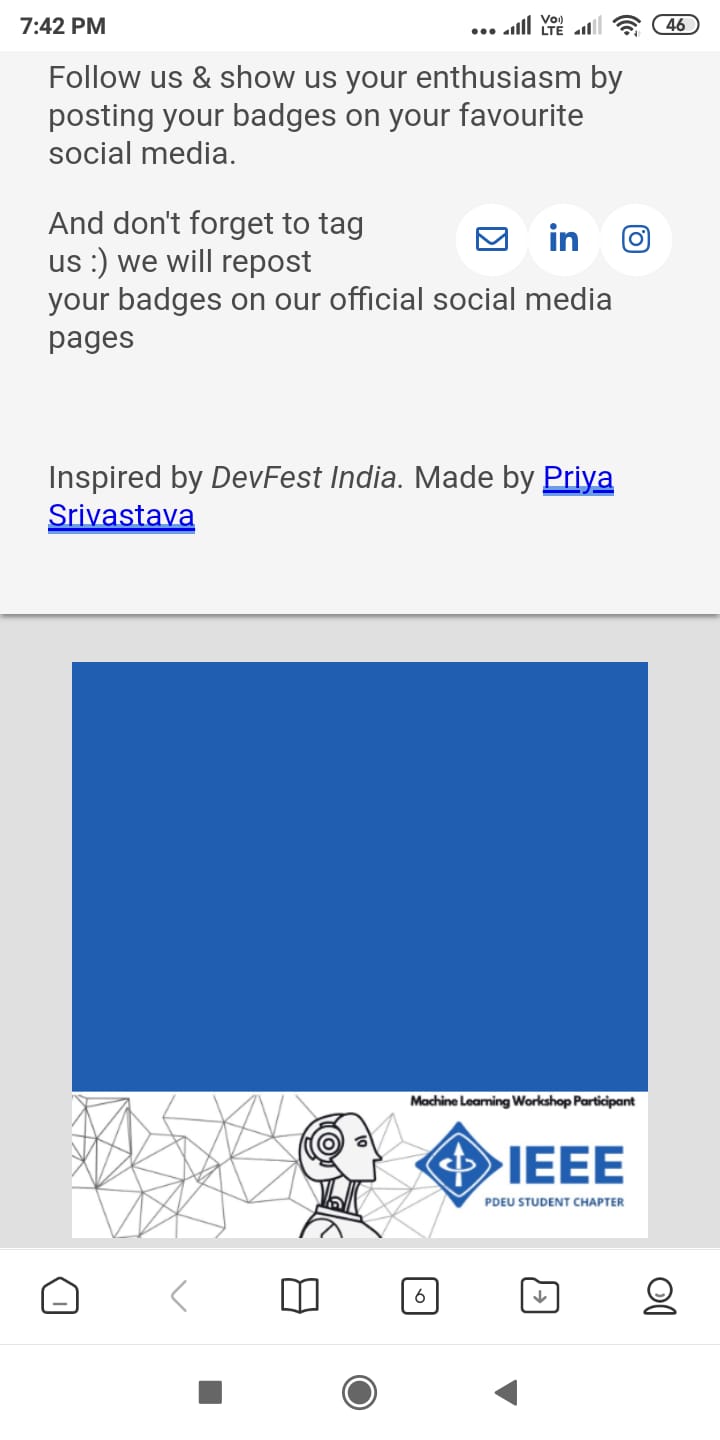 7:42 PM
Vo))
LTE
46
Follow us & show us your enthusiasm by
posting your badges on your favourite
social media.
And don't forget to tag
us :) we will repost
in
your badges on our official social media
pages
Inspired by DevFest India. Made by Priya
Srivastava
Machine Learning Workshop Participant
IEEE
PDEU STUDENT CHAPTER
6